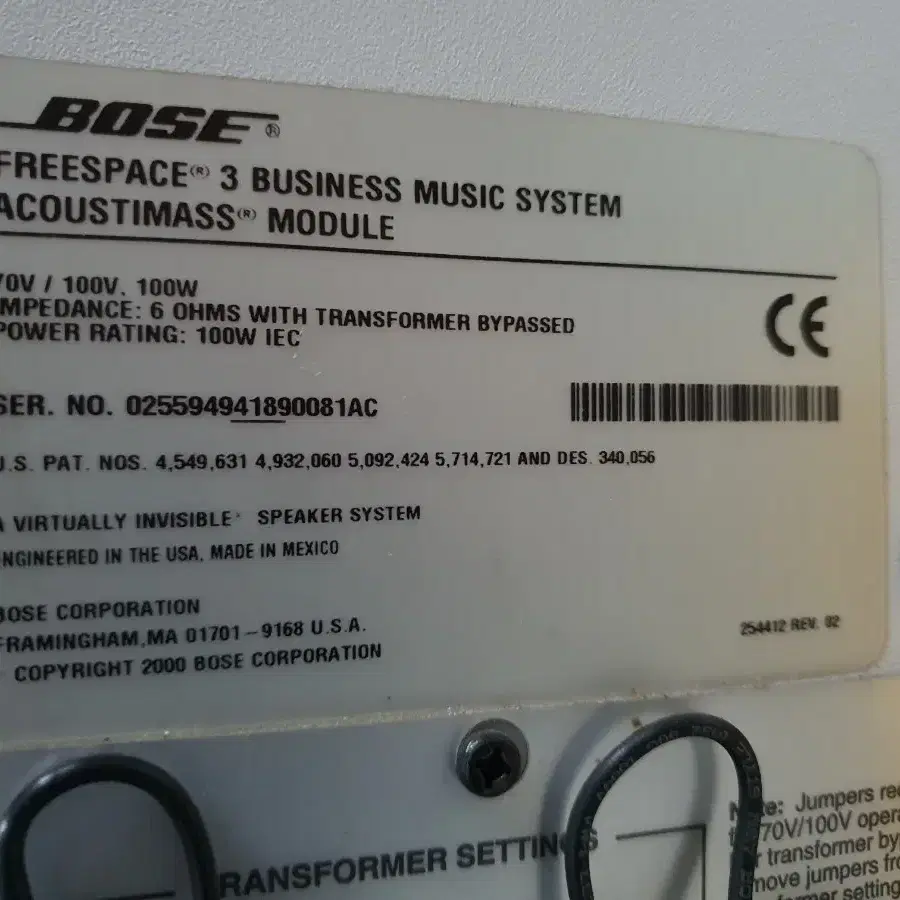 BOSE®
FREESPACE(R) 3 BUSINESS MUSIC SYSTEM
ACOUSTIMASS(R) MODULE
70V / 100V, 100W
IMPEDANCE: 6 OHMS WITH TRANSFORMER BYPASSED
POWER RATING: 100W IEC
CE
SER. NO. 025594941890081AC
U.S. PAT. NOS. 4,549,631 4,932,060 5,092,424 5,714,721 AND DES. 340,056
A VIRTUALLY INVISIBLE® SPEAKER SYSTEM
ENGINEERED IN THE USA, MADE IN MEXICO
BOSE CORPORATION
FRAMINGHAM, MA 01701-9168 U.S.A.
COPYRIGHT 2000 BOSE CORPORATION
254412 REV. 02
TRANSFORMER SETTINGS
Note: Jumpers
70V/100V
transformer
jumpers